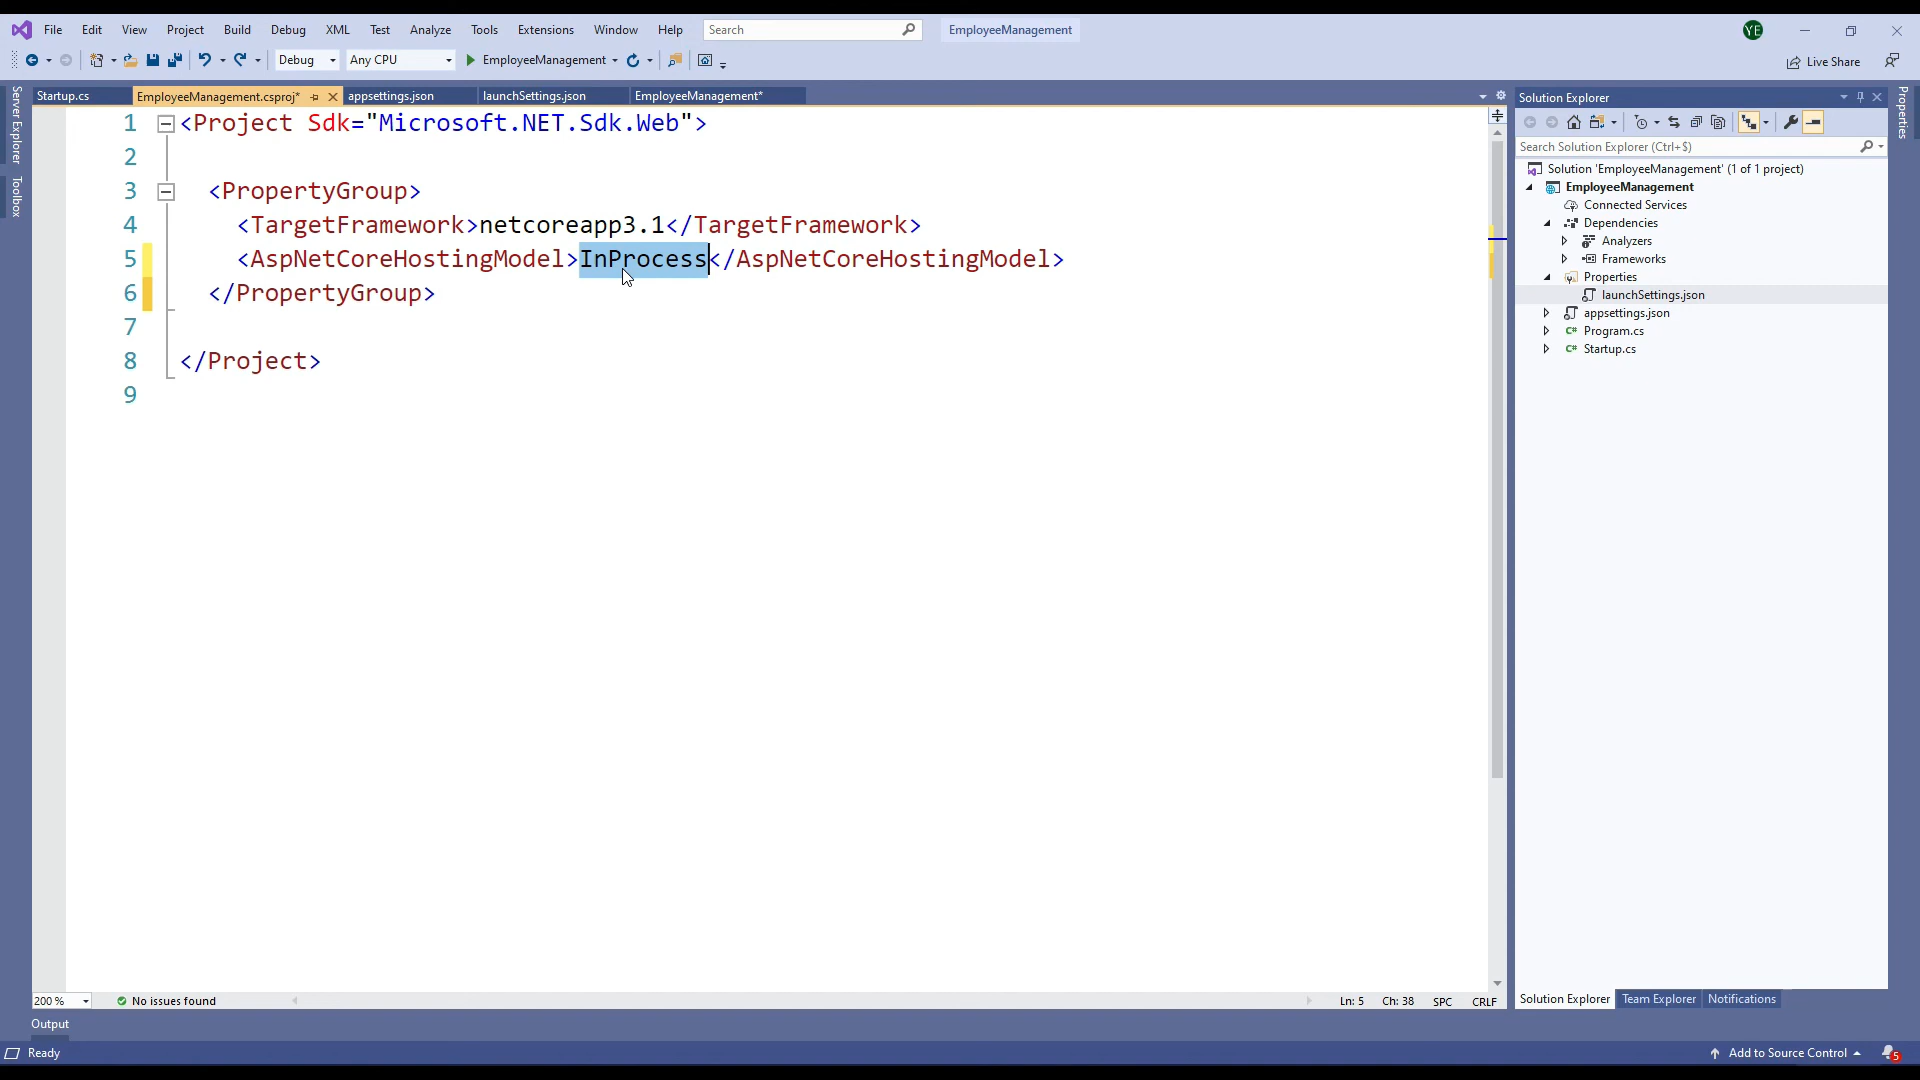 File Edit View Project Build Debug XML Test Analyze Tools Extensions Window Help Search EmployeeManagement YE
Debug Any CPU EmployeeManagement Live Share
Server Explorer
Toolbox
Startup.cs EmployeeManagement.csproj* appsettings.json launchSettings.json EmployeeManagement*
1 <Project Sdk="Microsoft.NET.Sdk.Web">
2
3 <PropertyGroup>
4 <TargetFramework>netcoreapp3.1</TargetFramework>
5 <AspNetCoreHostingModel>InProcess</AspNetCoreHostingModel>
6 </PropertyGroup>
7
8 </Project>
9
200 % No issues found Ln: 5 Ch: 38 SPC CRLF
Solution Explorer
Search Solution Explorer (Ctrl+$)
Solution 'EmployeeManagement' (1 of 1 project)
EmployeeManagement
Connected Services
Dependencies
Analyzers
Frameworks
Properties
launchSettings.json
appsettings.json
C# Program.cs
C# Startup.cs
Solution Explorer Team Explorer Notifications
Properties
Output
Ready Add to Source Control 5